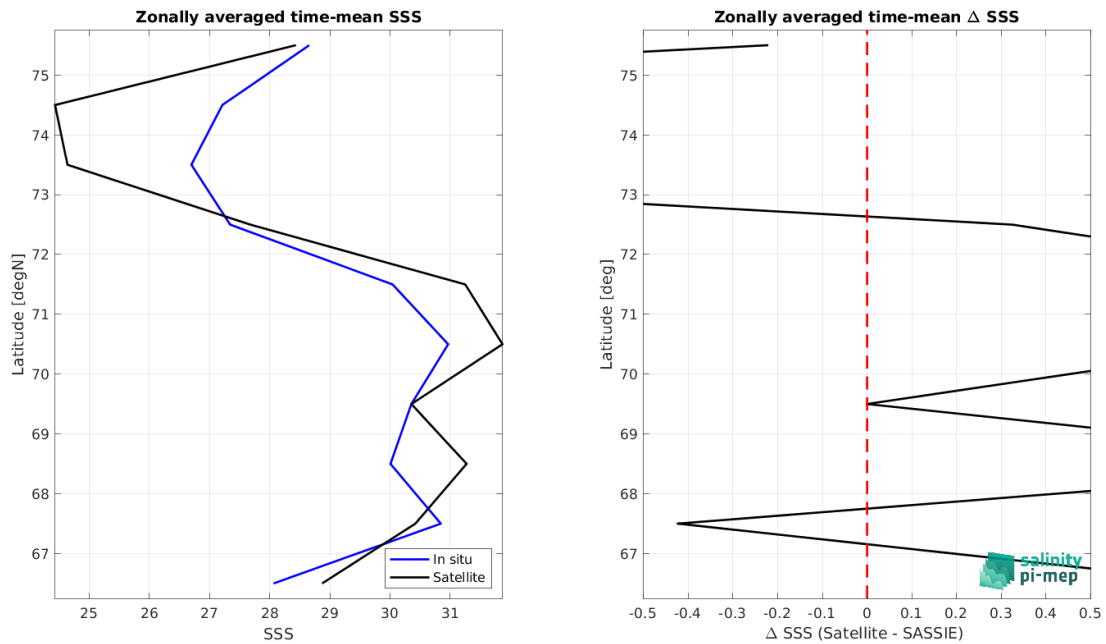 Zonally averaged time-mean SSS
75
74
73
72
71
70
69
68
67
Latitude [degN]
25 26 27 28 29 30 31
SSS
In situ
Satellite
Zonally averaged time-mean Δ SSS
75
74
73
72
71
70
69
68
67
Latitude [deg]
-0.5 -0.4 -0.3 -0.2 -0.1 0 0.1 0.2 0.3 0.4 0.5
Δ SSS (Satellite - SASSIE)
salinity
pi-mep